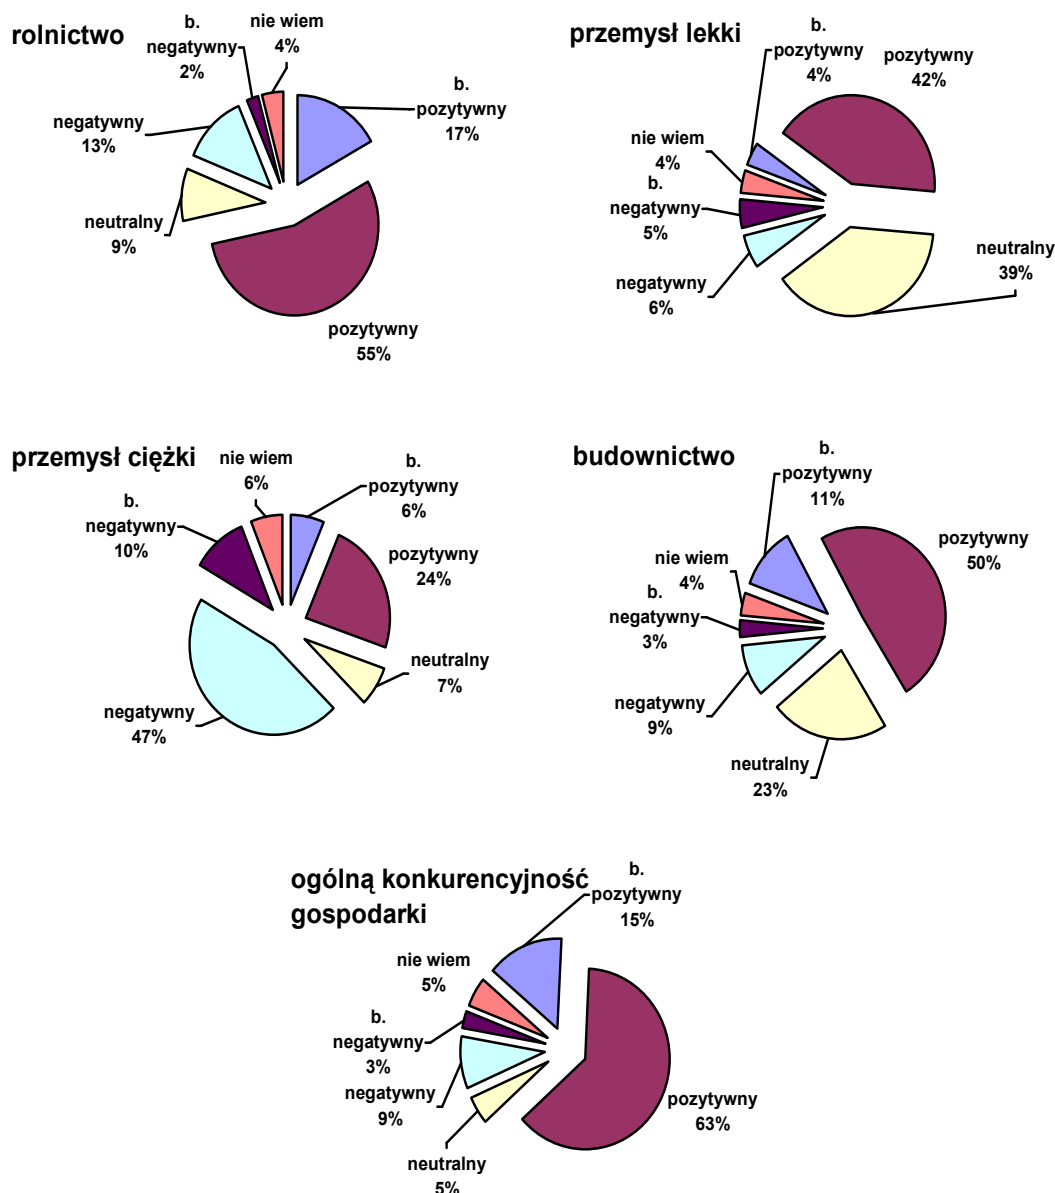 rolnictwo
b.
negatywny
2%
nie wiem
4%
b.
pozytywny
17%
negatywny
13%
neutralny
9%
pozytywny
55%
przemysł lekki
b.
pozytywny
4%
pozytywny
42%
nie wiem
4%
b.
negatywny
5%
negatywny
6%
neutralny
39%
przemysł ciężki
nie wiem
6%
b.
pozytywny
6%
b.
negatywny
10%
pozytywny
24%
neutralny
7%
negatywny
47%
budownictwo
b.
pozytywny
11%
pozytywny
50%
nie wiem
4%
b.
negatywny
3%
negatywny
9%
neutralny
23%
ogólną konkurencyjność
gospodarki
b.
pozytywny
15%
nie wiem
5%
b.
negatywny
3%
negatywny
9%
neutralny
5%
pozytywny
63%